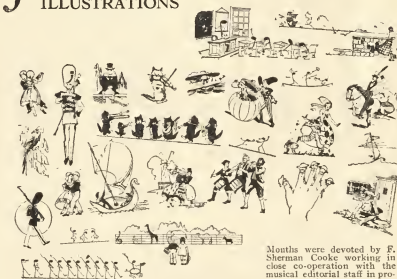 ILLUSTRATIONS
Months were devoted by F.
Sherman Cooke working in
close co-operation with the
musical editorial staff in pro-